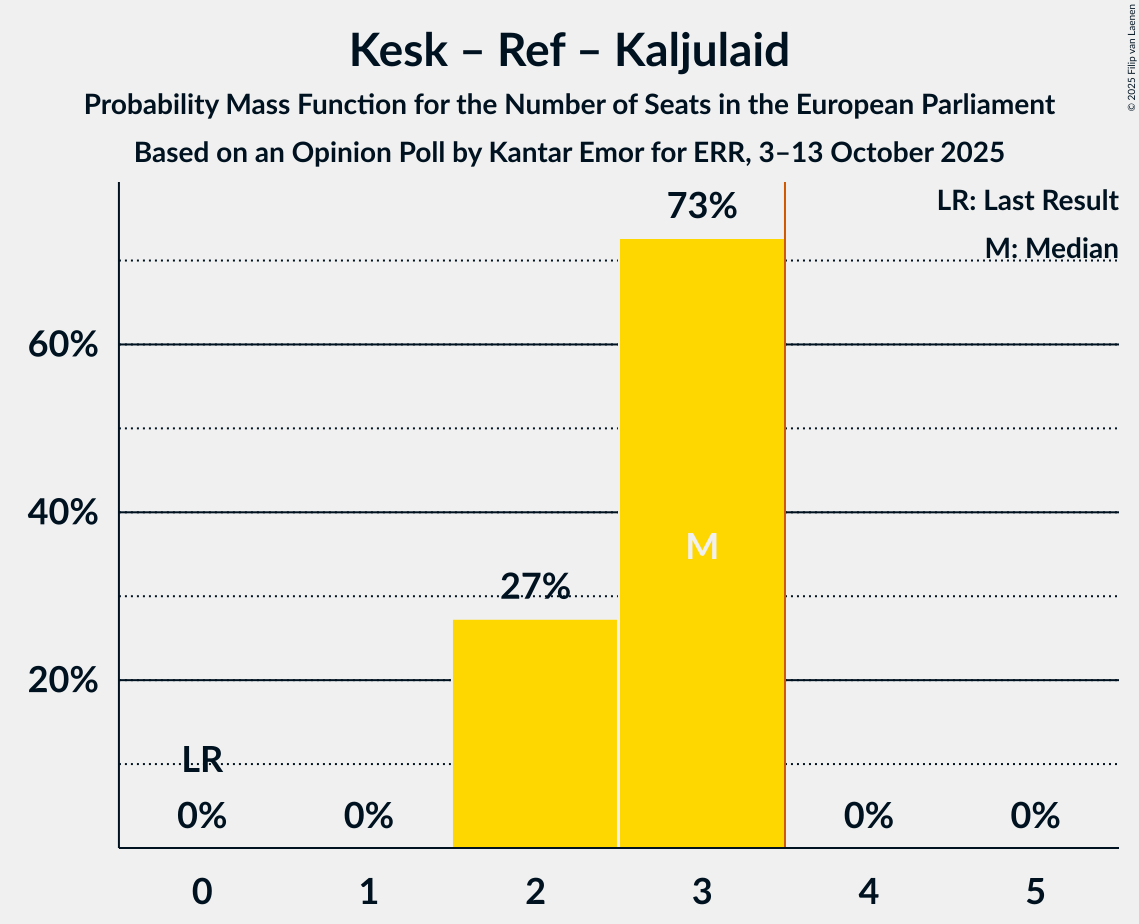 Kesk – Ref – Kaljulaid
Probability Mass Function for the Number of Seats in the European Parliament
Based on an Opinion Poll by Kantar Emor for ERR, 3–13 October 2025
© 2025 Filip van Laenen
LR: Last Result
M: Median
73%
60%
40%
M
27%
20%
LR
0%
0%
0%
0%
0
1
2
3
4
5